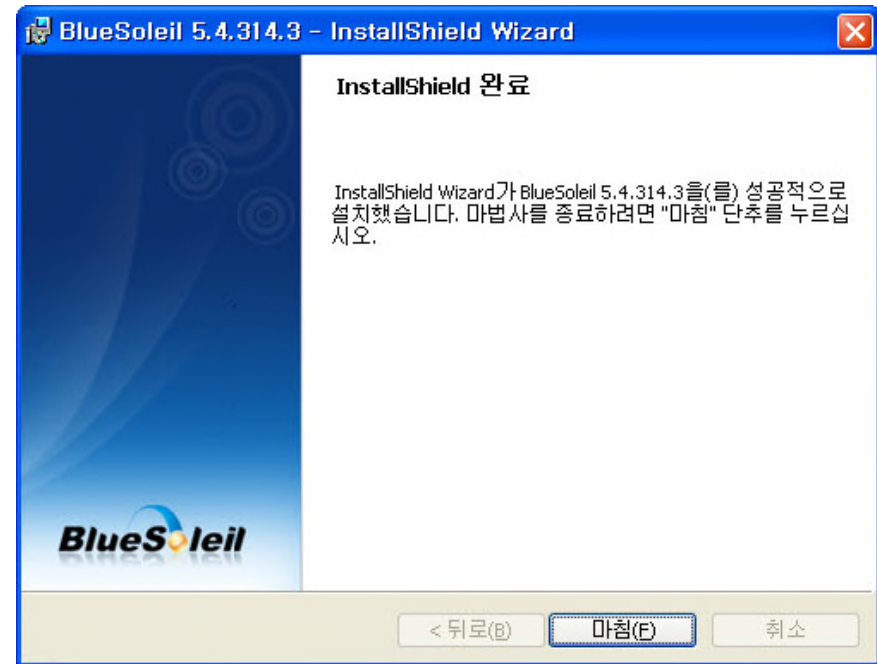 BlueSoleil 5.4.314.3 - InstallShield Wizard
InstallShield 완료
InstallShield Wizard가 BlueSoleil 5.4.314.3을(를) 성공적으로
설치했습니다. 마법사를 종료하려면 "마침" 단추를 누르십
시오.
BlueSoleil
< 뒤로(B) 마침(F) 취소